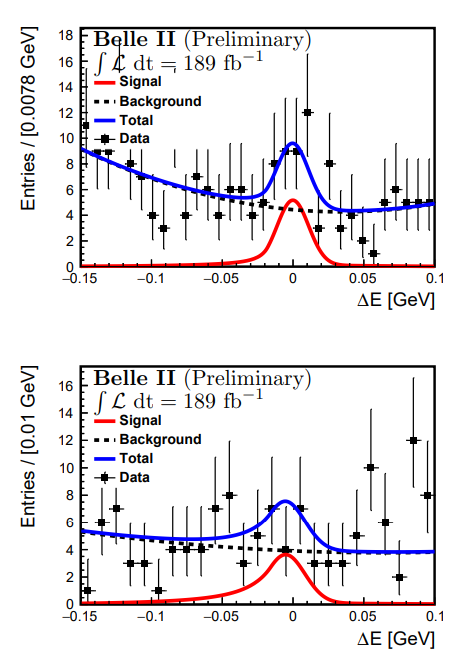 Belle II (Preliminary)
∫ ℒ dt = 189 fb⁻¹
Signal
Background
Total
Data
Entries / [0.0078 GeV]
18
16
14
12
10
8
6
4
2
0
−0.15 −0.1 −0.05 0 0.05 0.1
ΔE [GeV]
Belle II (Preliminary)
∫ ℒ dt = 189 fb⁻¹
Signal
Background
Total
Data
Entries / [0.01 GeV]
16
14
12
10
8
6
4
2
0
−0.15 −0.1 −0.05 0 0.05 0.1
ΔE [GeV]